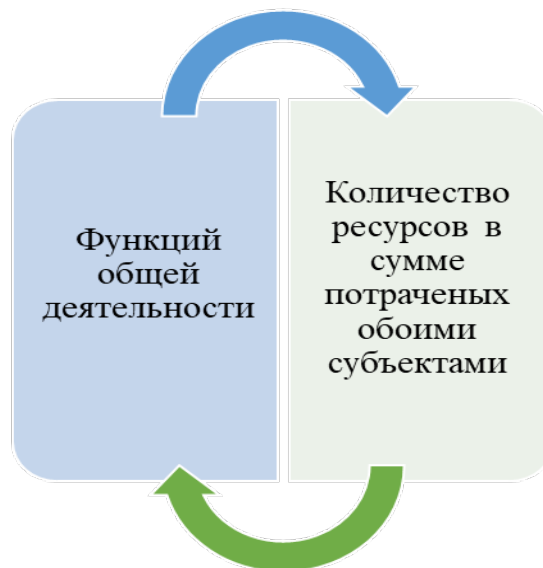 Функций
общей
деятельности
Количество
ресурсов в
сумме
потраченых
обоими
субъектами